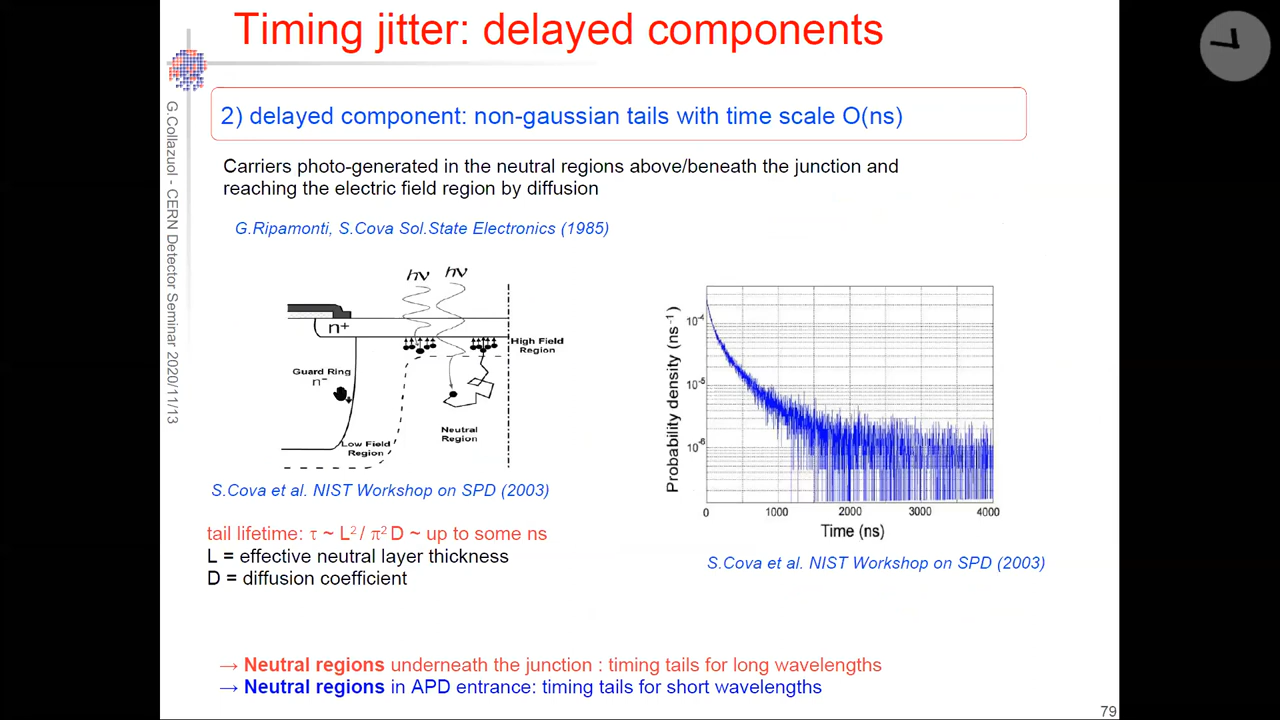 Timing jitter: delayed components
G.Collazuol - CERN Detector Seminar 2020/11/13
2) delayed component: non-gaussian tails with time scale O(ns)
Carriers photo-generated in the neutral regions above/beneath the junction and
reaching the electric field region by diffusion
G.Ripamonti, S.Cova Sol.State Electronics (1985)
hν hν
n+
High Field
Region
Guard Ring
n⁻
Neutral
Region
Low Field
Region
S.Cova et al. NIST Workshop on SPD (2003)
Probability density (ns⁻¹)
10⁻⁴
10⁻⁵
10⁻⁶
0 1000 2000 3000 4000
Time (ns)
S.Cova et al. NIST Workshop on SPD (2003)
tail lifetime: τ ~ L² / π² D ~ up to some ns
L = effective neutral layer thickness
D = diffusion coefficient
→ Neutral regions underneath the junction : timing tails for long wavelengths
→ Neutral regions in APD entrance: timing tails for short wavelengths
79